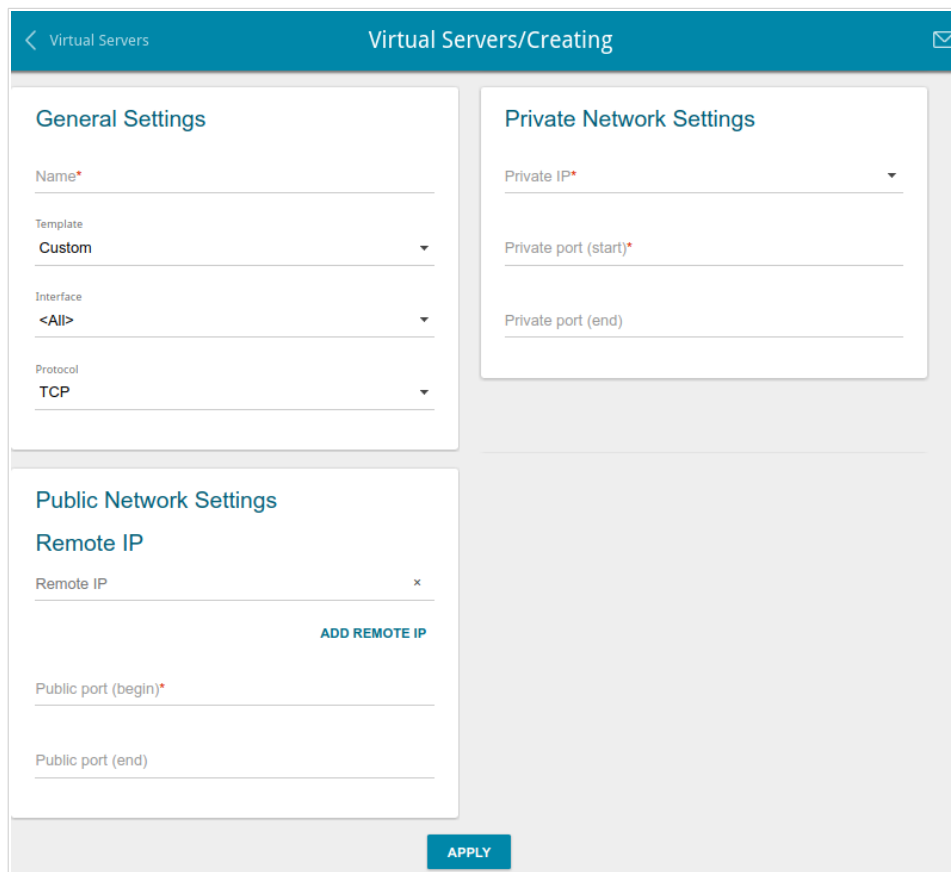 Virtual Servers
Virtual Servers/Creating
General Settings
Name*
Template
Custom
Interface
<All>
Protocol
TCP
Private Network Settings
Private IP*
Private port (start)*
Private port (end)
Public Network Settings
Remote IP
Remote IP
×
ADD REMOTE IP
Public port (begin)*
Public port (end)
APPLY